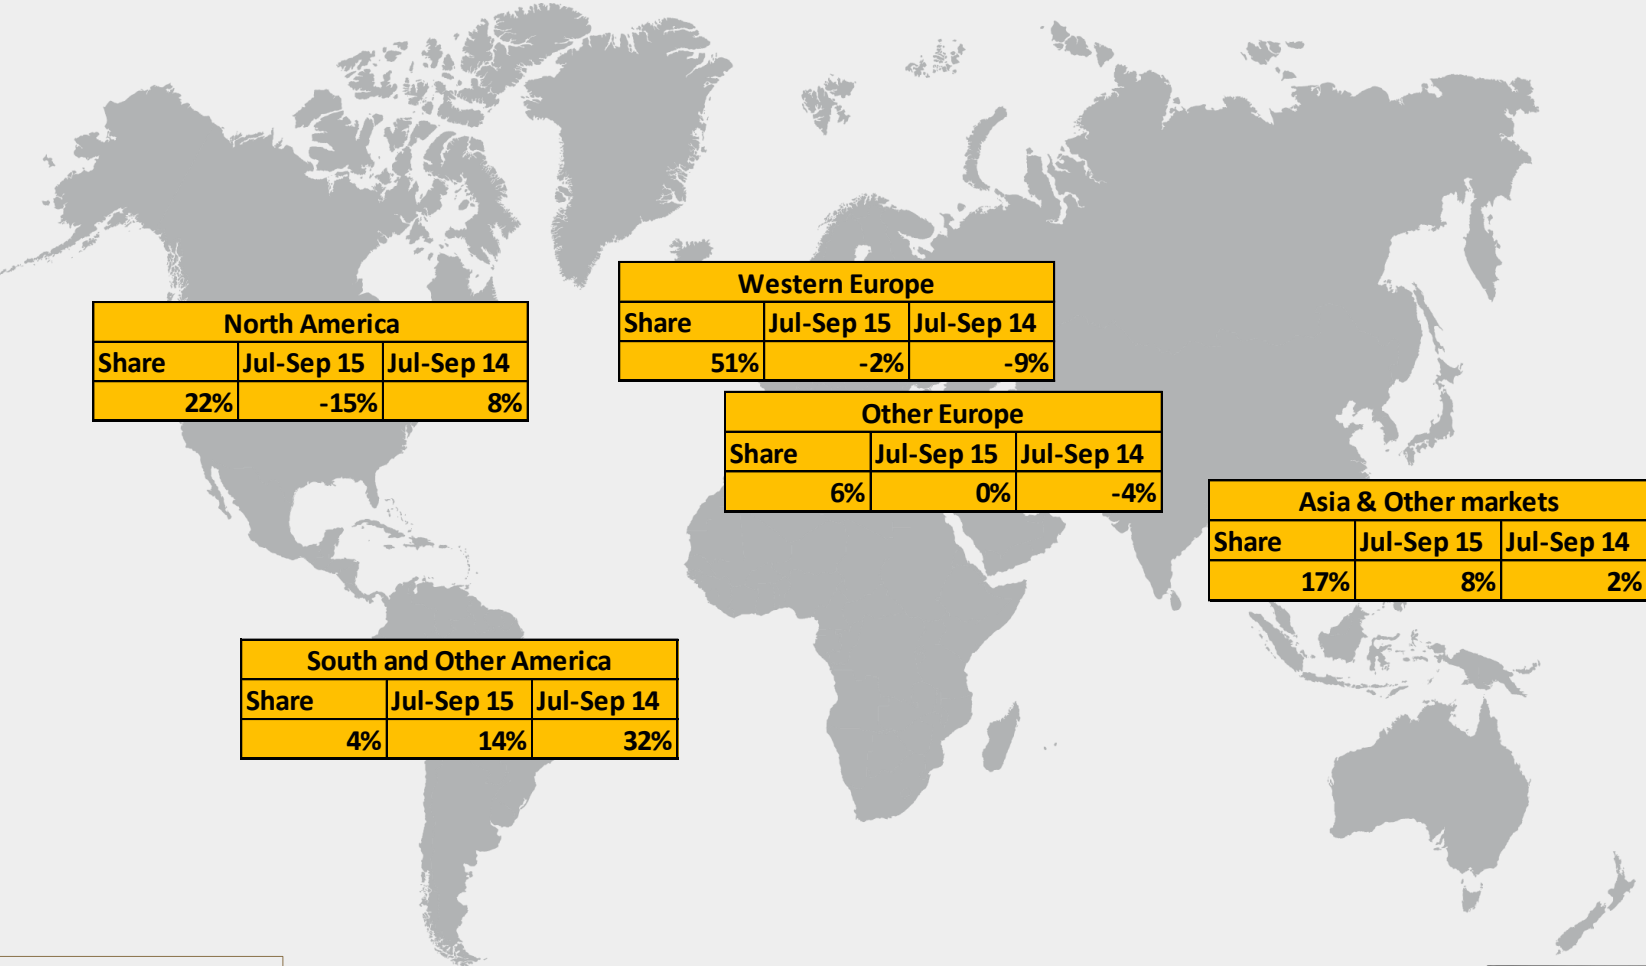 Western Europe
Share Jul-Sep 15 Jul-Sep 14
51% -2% -9%
North America
Share Jul-Sep 15 Jul-Sep 14
22% -15% 8%
Other Europe
Share Jul-Sep 15 Jul-Sep 14
6% 0% -4%
Asia & Other markets
Share Jul-Sep 15 Jul-Sep 14
17% 8% 2%
South and Other America
Share Jul-Sep 15 Jul-Sep 14
4% 14% 32%